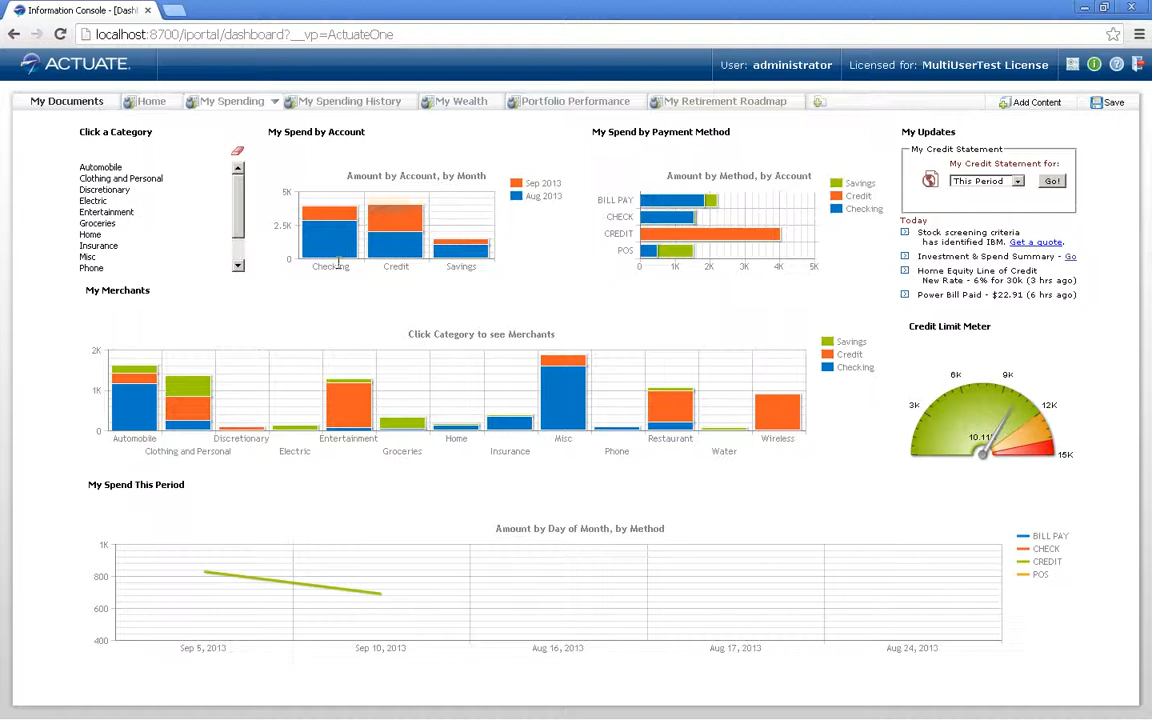 Information Console - [Dashl
localhost:8700/iportal/dashboard?__vp=ActuateOne
ACTUATE.
User: administrator
Licensed for: MultiUserTest License
My Documents
Home
My Spending
My Spending History
My Wealth
Portfolio Performance
My Retirement Roadmap
Add Content
Save
Click a Category
Automobile
Clothing and Personal
Discretionary
Electric
Entertainment
Groceries
Home
Insurance
Misc
Phone
My Spend by Account
Amount by Account, by Month
5K
2.5K
0
Checking
Credit
Savings
Sep 2013
Aug 2013
My Spend by Payment Method
Amount by Method, by Account
BILL PAY
CHECK
CREDIT
POS
0
1K
2K
3K
4K
5K
Savings
Credit
Checking
My Updates
My Credit Statement
My Credit Statement for:
This Period
Go!
Today
Stock screening criteria
has identified IBM. Get a quote.
Investment & Spend Summary - Go
Home Equity Line of Credit
New Rate - 6% for 30k (3 hrs ago)
Power Bill Paid - $22.91 (6 hrs ago)
My Merchants
Click Category to see Merchants
2K
1K
0
Automobile
Clothing and Personal
Discretionary
Electric
Entertainment
Groceries
Home
Insurance
Misc
Phone
Restaurant
Water
Wireless
Savings
Credit
Checking
Credit Limit Meter
3K
6K
9K
12K
15K
My Spend This Period
Amount by Day of Month, by Method
1K
800
600
400
Sep 5, 2013
Sep 10, 2013
Aug 16, 2013
Aug 17, 2013
Aug 24, 2013
BILL PAY
CHECK
CREDIT
POS